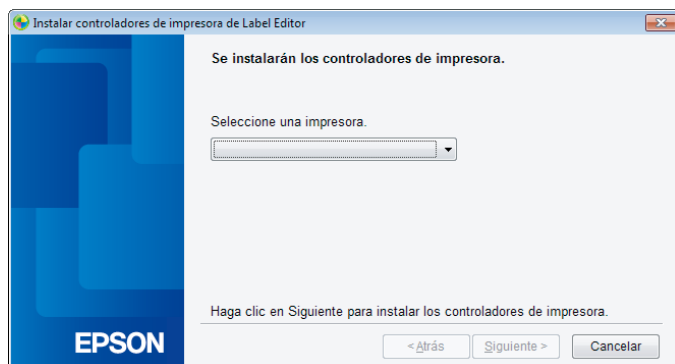 Instalar controladores de impresora de Label Editor
Se instalarán los controladores de impresora.
Seleccione una impresora.
Haga clic en Siguiente para instalar los controladores de impresora.
EPSON
< Atrás
Siguiente >
Cancelar